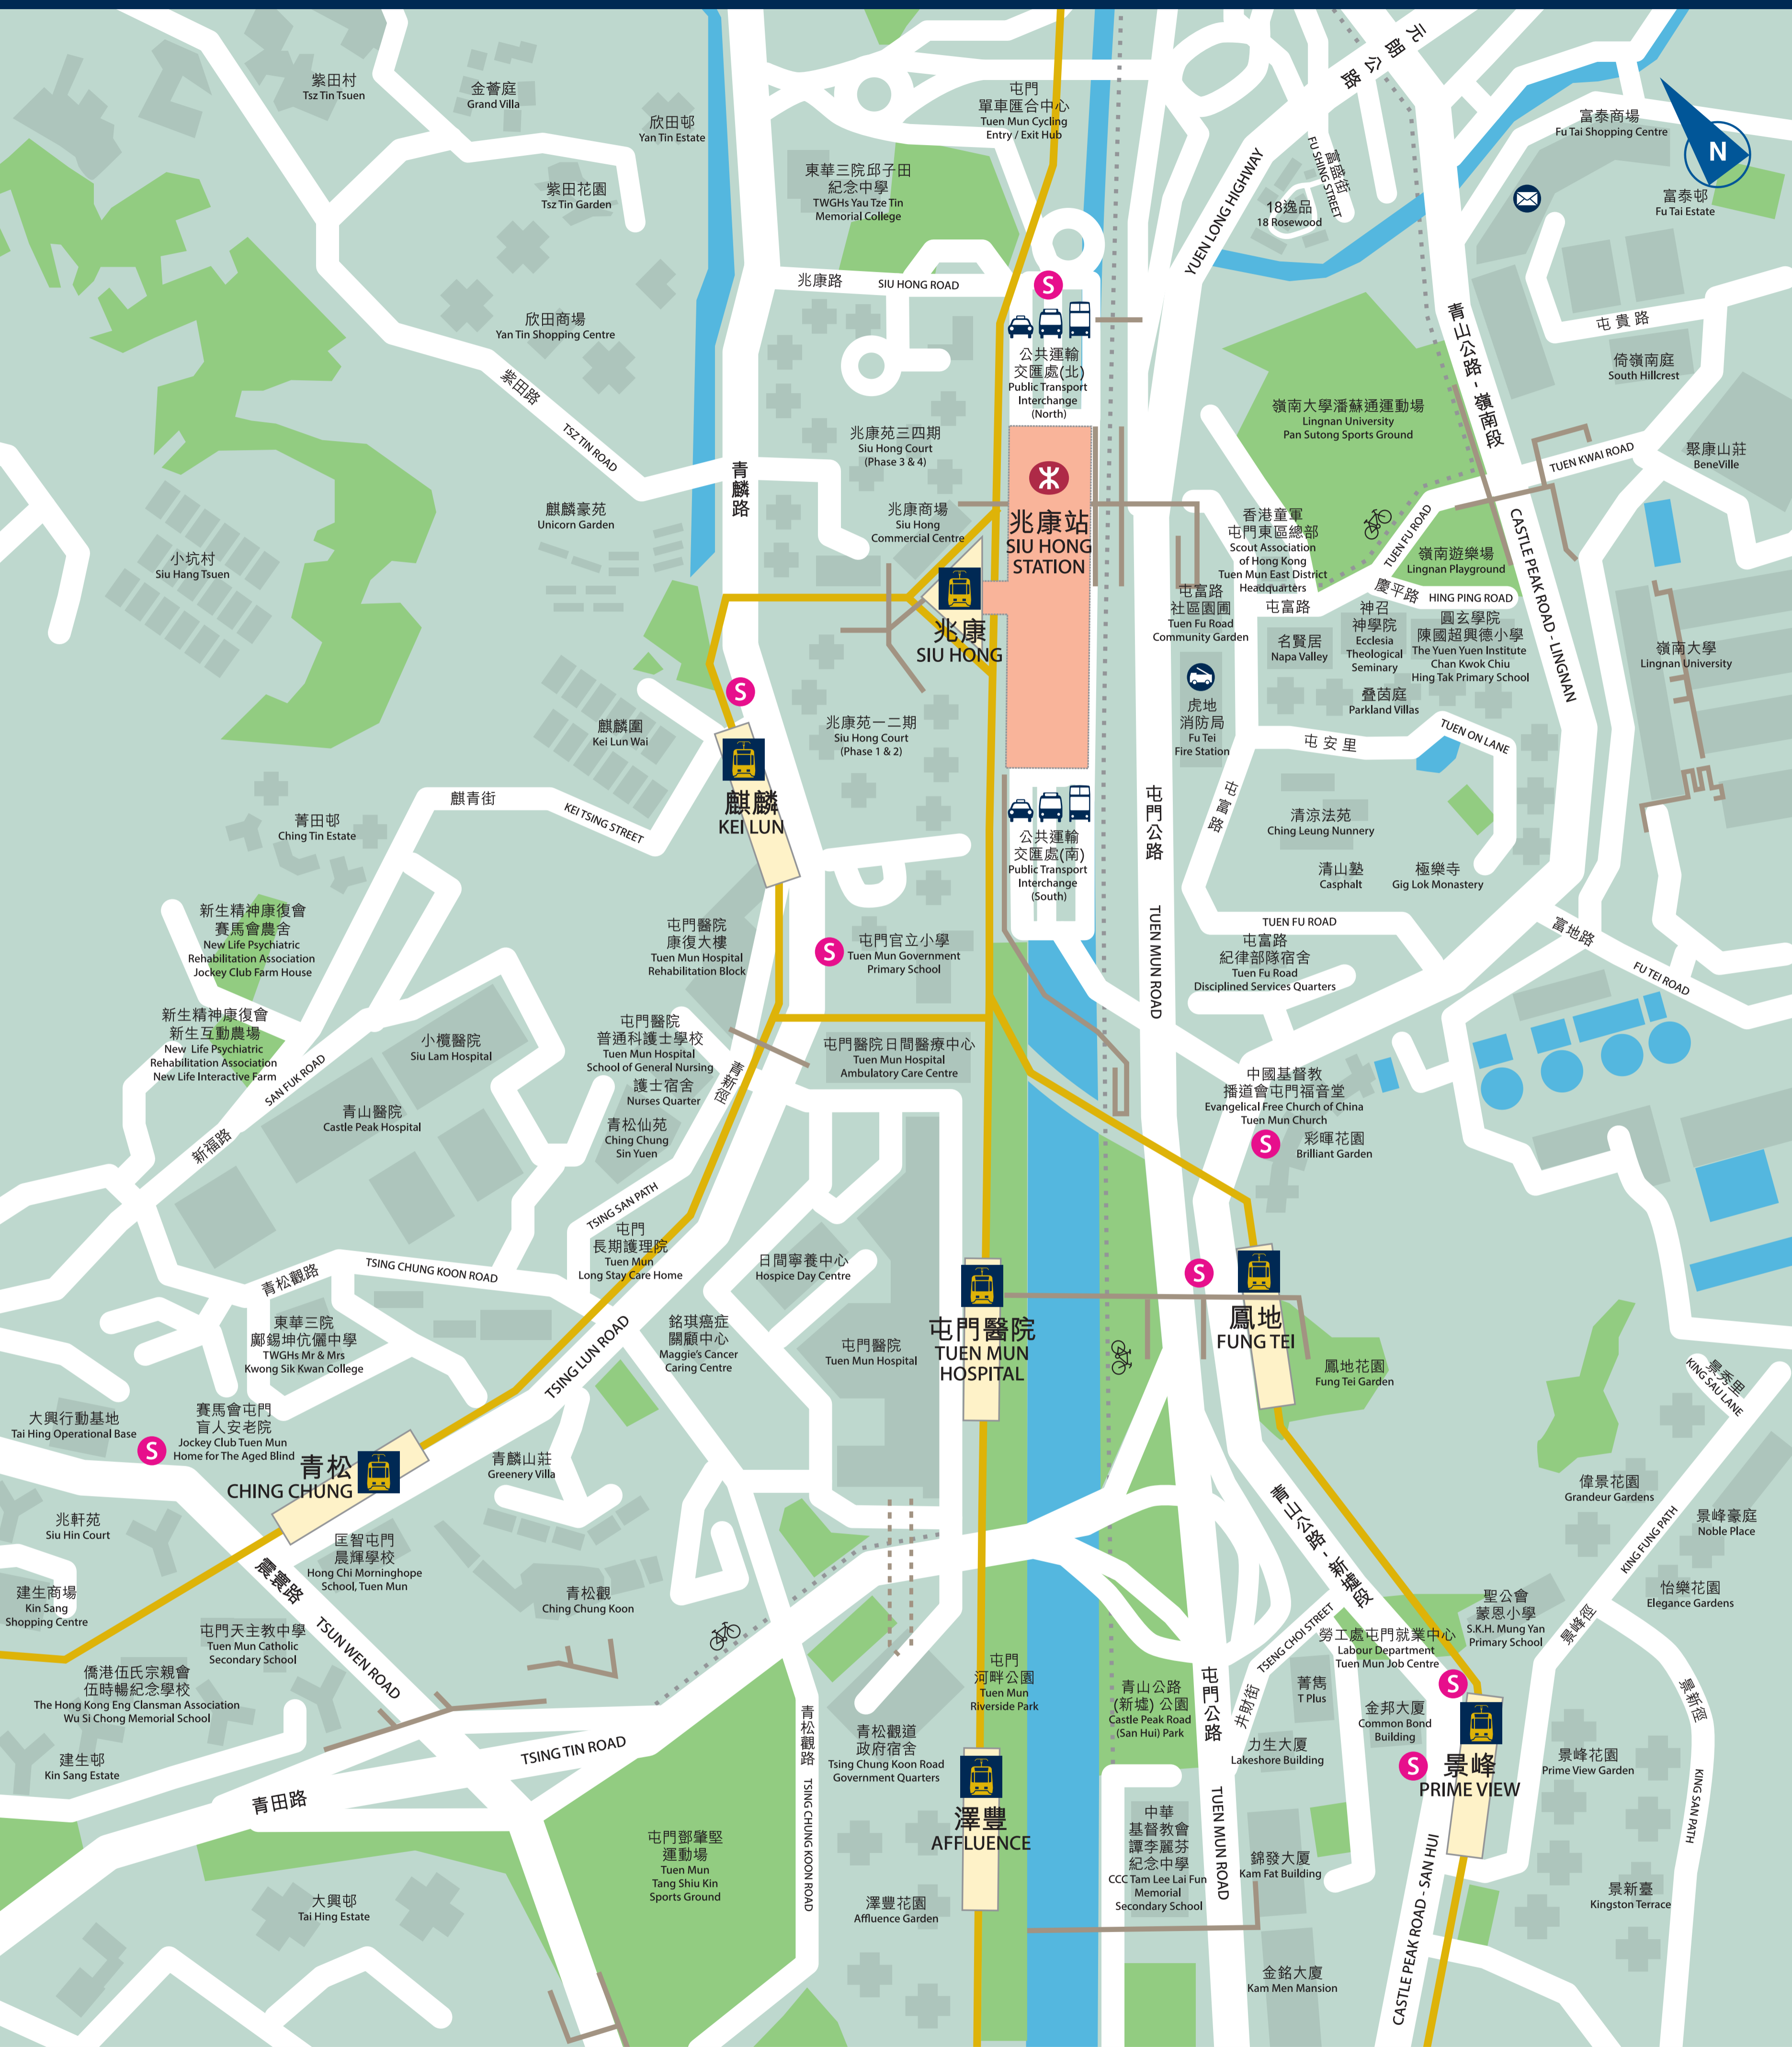 紫田村
Tsz Tin Tsuen
金薈庭
Grand Villa
欣田邨
Yan Tin Estate
紫田花園
Tsz Tin Garden
欣田商場
Yan Tin Shopping Centre
屯門
單車匯合中心
Tuen Mun Cycling
Entry / Exit Hub
東華三院邱子田
紀念中學
TWGHs Yau Tze Tin
Memorial College
元朗公路
YUEN LONG HIGHWAY
富盛街
FU SHING STREET
18逸品
18 Rosewood
富泰商場
Fu Tai Shopping Centre
N
富泰邨
Fu Tai Estate
兆康路
SIU HONG ROAD
S
公共運輸
交匯處(北)
Public Transport
Interchange
(North)
青山公路 - 嶺南段
屯貴路
倚嶺南庭
South Hillcrest
紫田路
TSZ TIN ROAD
青麟路
兆康苑三四期
Siu Hong Court
(Phase 3 & 4)
嶺南大學潘蘇通運動場
Lingnan University
Pan Sutong Sports Ground
TUEN KWAI ROAD
聚康山莊
BeneVille
麒麟豪苑
Unicorn Garden
兆康商場
Siu Hong
Commercial Centre
兆康站
SIU HONG
STATION
香港童軍
屯門東區總部
Scout Association
of Hong Kong
Tuen Mun East District
Headquarters
TUEN FU ROAD
嶺南遊樂場
Lingnan Playground
CASTLE PEAK ROAD - LINGNAN
小坑村
Siu Hang Tsuen
屯富路
社區園圃
Tuen Fu Road
Community Garden
屯富路
慶平路
HING PING ROAD
兆康
SIU HONG
名賢居
Napa Valley
神召
神學院
Ecclesia
Theological
Seminary
圓玄學院
陳國超興德小學
The Yuen Yuen Institute
Chan Kwok Chiu
Hing Tak Primary School
嶺南大學
Lingnan University
S
麒麟圍
Kei Lun Wai
兆康苑一二期
Siu Hong Court
(Phase 1 & 2)
虎地
消防局
Fu Tei
Fire Station
叠茵庭
Parkland Villas
屯安里
TUEN ON LANE
麒青街
KEI TSING STREET
麒麟
KEI LUN
菁田邨
Ching Tin Estate
公共運輸
交匯處(南)
Public Transport
Interchange
(South)
屯門公路
TUEN MUN ROAD
屯富路
清涼法苑
Ching Leung Nunnery
清山塾
Casphalt
極樂寺
Gig Lok Monastery
新生精神康復會
賽馬會農舍
New Life Psychiatric
Rehabilitation Association
Jockey Club Farm House
屯門醫院
康復大樓
Tuen Mun Hospital
Rehabilitation Block
S
屯門官立小學
Tuen Mun Government
Primary School
TUEN FU ROAD
屯富路
紀律部隊宿舍
Tuen Fu Road
Disciplined Services Quarters
富地路
FU TEI ROAD
新生精神康復會
新生互動農場
New Life Psychiatric
Rehabilitation Association
New Life Interactive Farm
小欖醫院
Siu Lam Hospital
屯門醫院
普通科護士學校
Tuen Mun Hospital
School of General Nursing
護士宿舍
Nurses Quarter
屯門醫院日間醫療中心
Tuen Mun Hospital
Ambulatory Care Centre
青新徑
SAN FUK ROAD
新福路
青山醫院
Castle Peak Hospital
青松仙苑
Ching Chung
Sin Yuen
中國基督教
播道會屯門福音堂
Evangelical Free Church of China
Tuen Mun Church
S
彩暉花園
Brilliant Garden
TSING SAN PATH
屯門
長期護理院
Tuen Mun
Long Stay Care Home
青松觀路
TSING CHUNG KOON ROAD
日間寧養中心
Hospice Day Centre
S
東華三院
鄺錫坤伉儷中學
TWGHs Mr & Mrs
Kwong Sik Kwan College
TSING LUN ROAD
銘琪癌症
關顧中心
Maggie's Cancer
Caring Centre
屯門醫院
Tuen Mun Hospital
屯門醫院
TUEN MUN
HOSPITAL
鳳地
FUNG TEI
鳳地花園
Fung Tei Garden
景秀里
KING SAU LANE
大興行動基地
Tai Hing Operational Base
S
賽馬會屯門
盲人安老院
Jockey Club Tuen Mun
Home for The Aged Blind
青松
CHING CHUNG
青麟山莊
Greenery Villa
偉景花園
Grandeur Gardens
景峰豪庭
Noble Place
兆軒苑
Siu Hin Court
匡智屯門
晨輝學校
Hong Chi Morninghope
School, Tuen Mun
青山公路 - 新墟段
KING FUNG PATH
景峰徑
建生商場
Kin Sang
Shopping Centre
震寰路
TSUN WEN ROAD
青松觀
Ching Chung Koon
聖公會
蒙恩小學
S.K.H. Mung Yan
Primary School
怡樂花園
Elegance Gardens
屯門天主教中學
Tuen Mun Catholic
Secondary School
TSENG CHOI STREET
井財街
勞工處屯門就業中心
Labour Department
Tuen Mun Job Centre
S
僑港伍氏宗親會
伍時暢紀念學校
The Hong Kong Eng Clansman Association
Wu Si Chong Memorial School
屯門
河畔公園
Tuen Mun
Riverside Park
青山公路
(新墟) 公園
Castle Peak Road
(San Hui) Park
屯門公路
TUEN MUN ROAD
菁雋
T Plus
金邦大厦
Common Bond
Building
景新徑
KING SAN PATH
建生邨
Kin Sang Estate
TSING TIN ROAD
青田路
青松觀路
TSING CHUNG KOON ROAD
青松觀道
政府宿舍
Tsing Chung Koon Road
Government Quarters
力生大厦
Lakeshore Building
S
景峰
PRIME VIEW
景峰花園
Prime View Garden
屯門鄧肇堅
運動場
Tuen Mun
Tang Shiu Kin
Sports Ground
澤豐
AFFLUENCE
中華
基督教會
譚李麗芬
紀念中學
CCC Tam Lee Lai Fun
Memorial
Secondary School
錦發大廈
Kam Fat Building
CASTLE PEAK ROAD - SAN HUI
大興邨
Tai Hing Estate
澤豐花園
Affluence Garden
景新臺
Kingston Terrace
金銘大廈
Kam Men Mansion